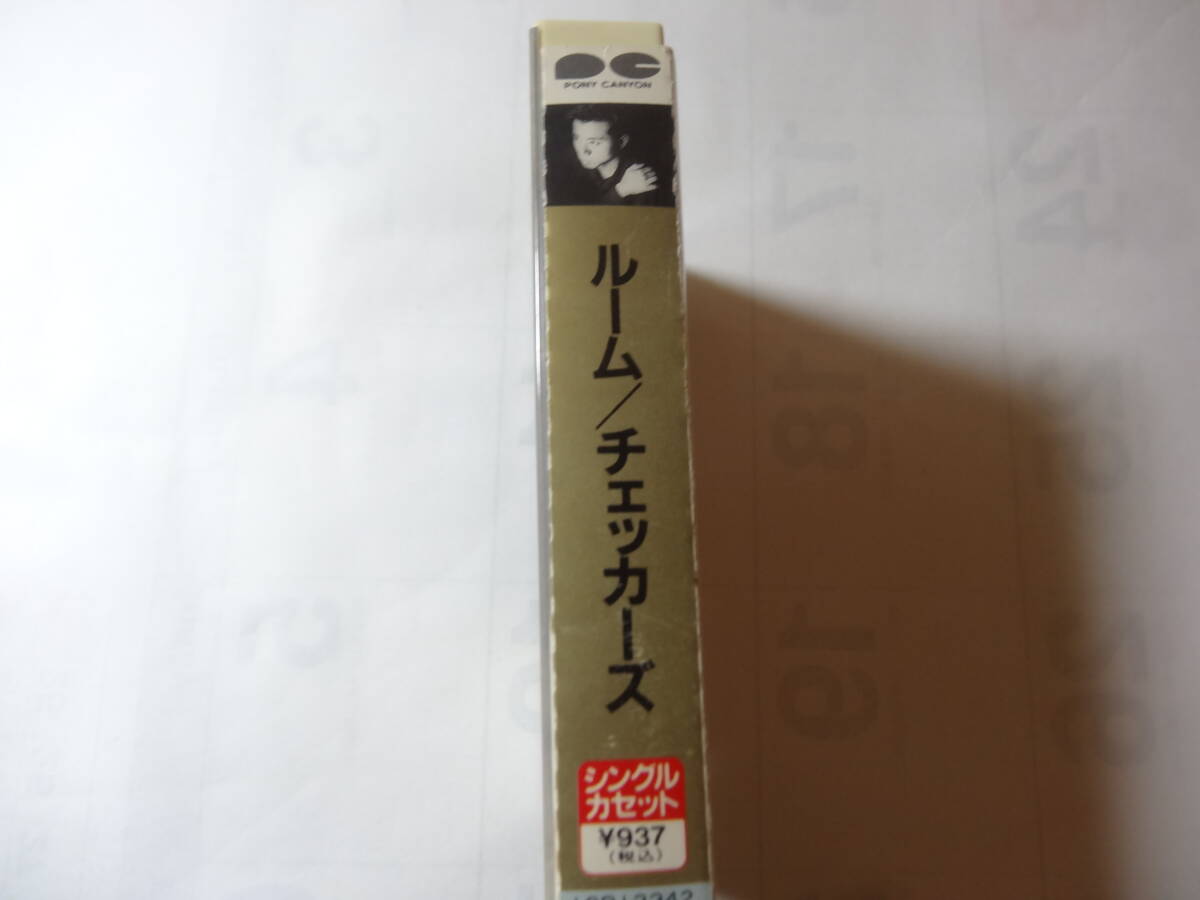 PC
PONY CANYON
ルーム/チェッカーズ
シングル
カセット
¥937
(税込)